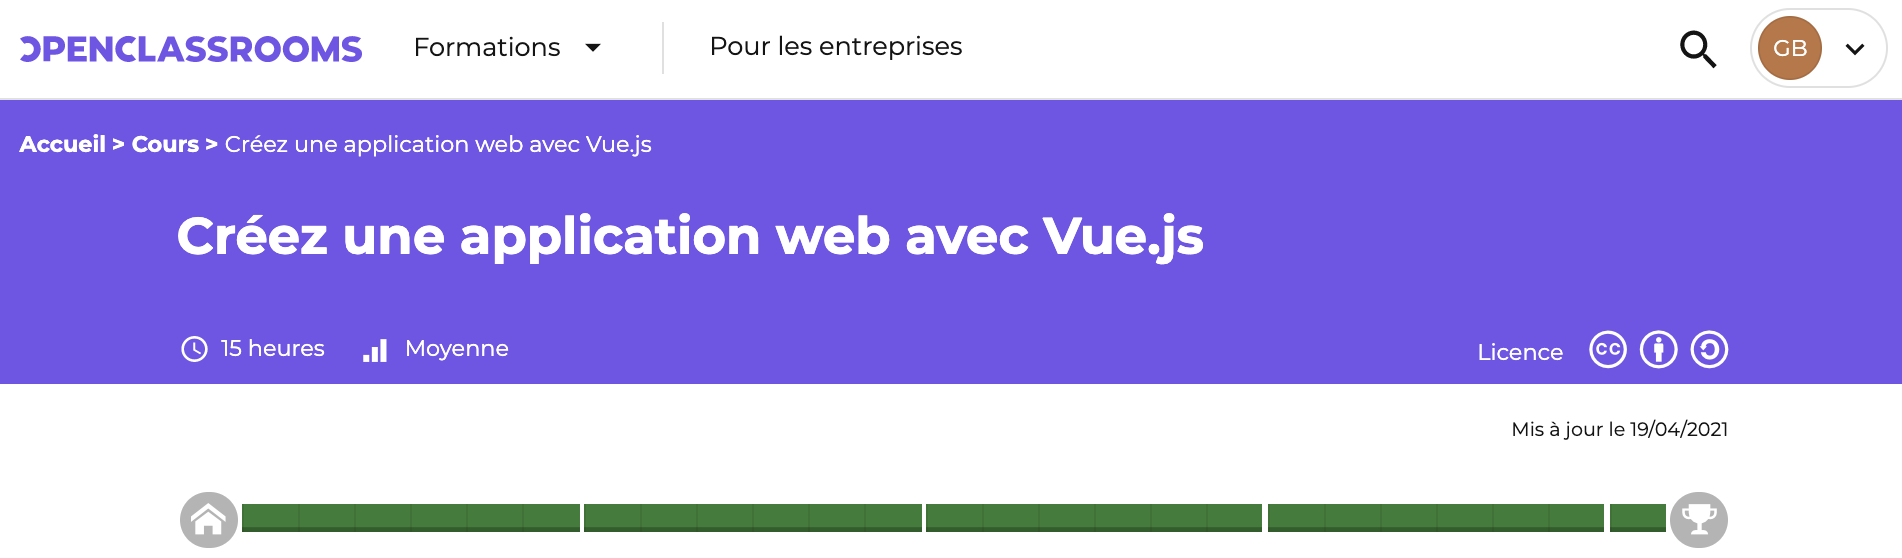 OPENCLASSROOMS
Formations
Pour les entreprises
GB
Accueil > Cours > Créez une application web avec Vue.js
Créez une application web avec Vue.js
15 heures
Moyenne
Licence
cc
Mis à jour le 19/04/2021